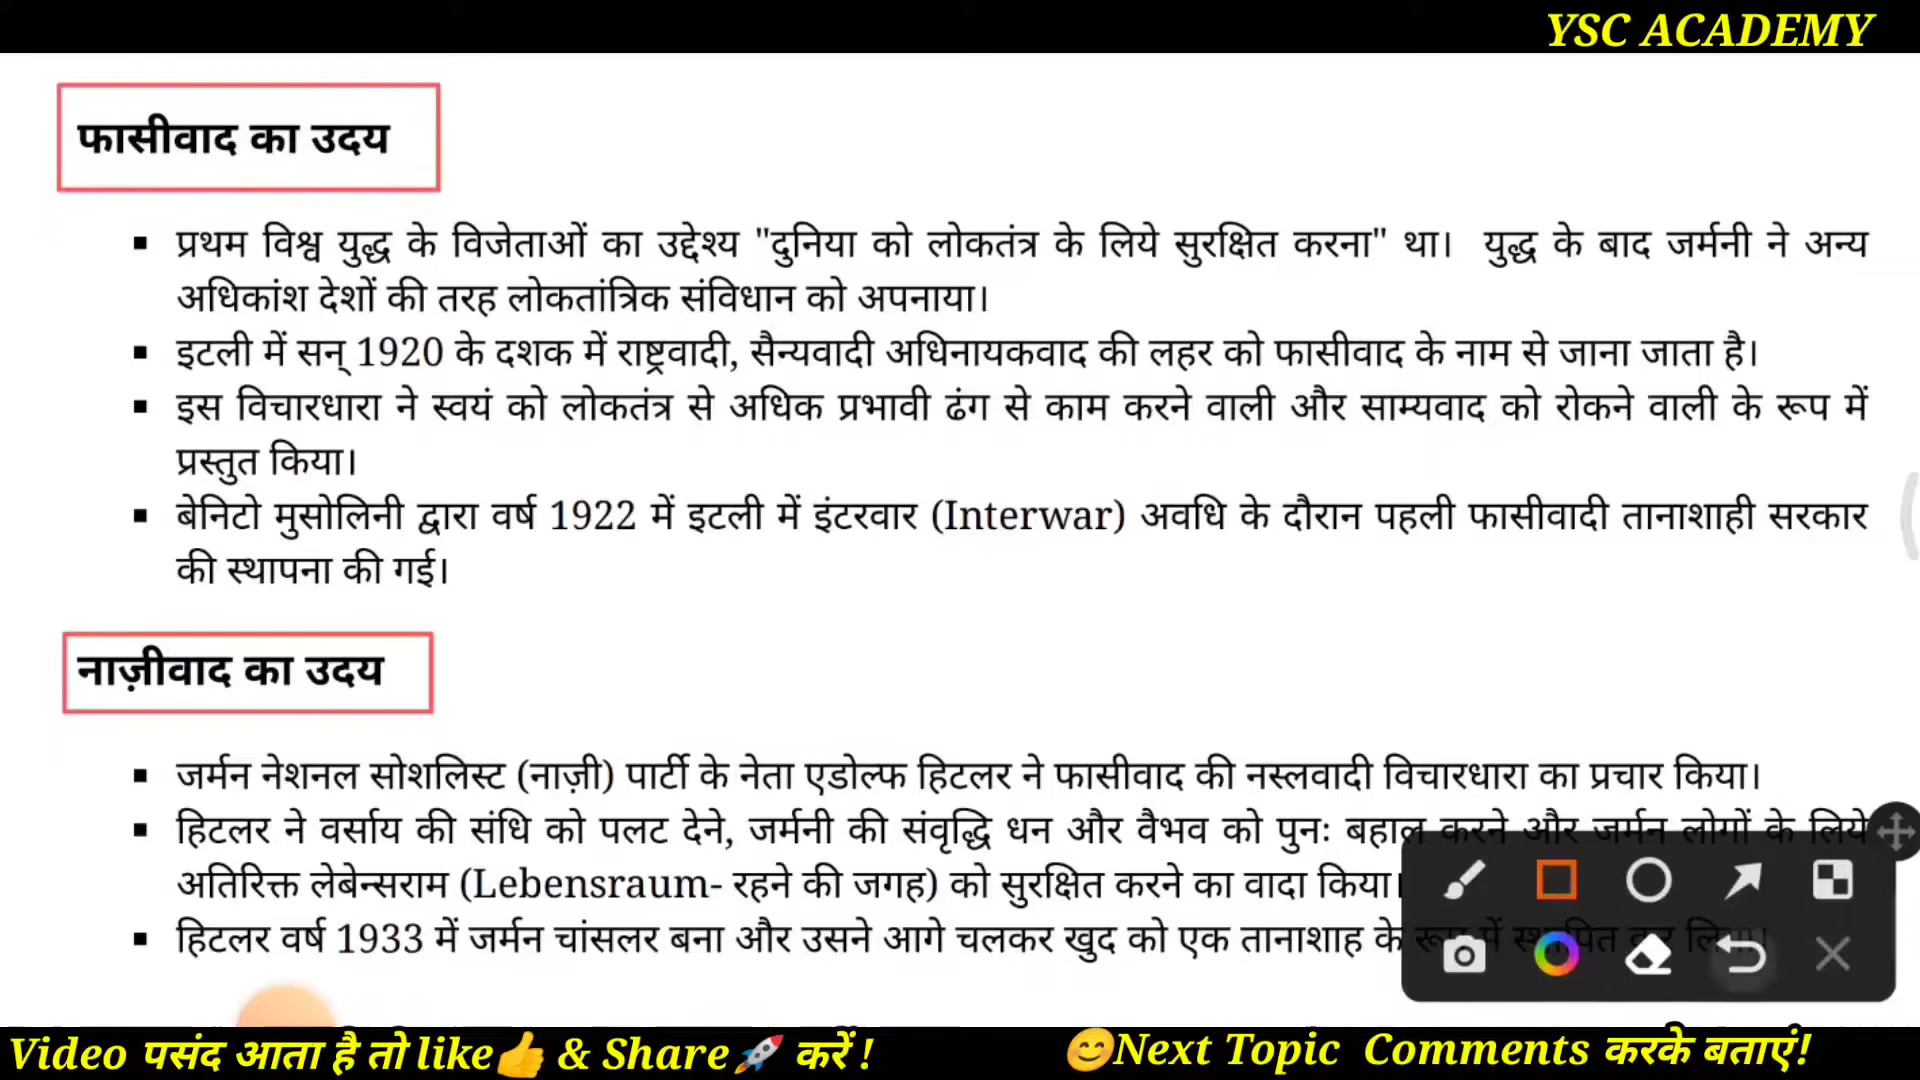 YSC ACADEMY
फासीवाद का उदय
▪ प्रथम विश्व युद्ध के विजेताओं का उद्देश्य "दुनिया को लोकतंत्र के लिये सुरक्षित करना" था। युद्ध के बाद जर्मनी ने अन्य
अधिकांश देशों की तरह लोकतांत्रिक संविधान को अपनाया।
▪ इटली में सन् 1920 के दशक में राष्ट्रवादी, सैन्यवादी अधिनायकवाद की लहर को फासीवाद के नाम से जाना जाता है।
▪ इस विचारधारा ने स्वयं को लोकतंत्र से अधिक प्रभावी ढंग से काम करने वाली और साम्यवाद को रोकने वाली के रूप में
प्रस्तुत किया।
▪ बेनिटो मुसोलिनी द्वारा वर्ष 1922 में इटली में इंटरवार (Interwar) अवधि के दौरान पहली फासीवादी तानाशाही सरकार
की स्थापना की गई।
नाज़ीवाद का उदय
▪ जर्मन नेशनल सोशलिस्ट (नाज़ी) पार्टी के नेता एडोल्फ हिटलर ने फासीवाद की नस्लवादी विचारधारा का प्रचार किया।
▪ हिटलर ने वर्साय की संधि को पलट देने, जर्मनी की संवृद्धि धन और वैभव को पुनः बहाल करने और जर्मन लोगों के लिये
अतिरिक्त लेबेन्सराम (Lebensraum- रहने की जगह) को सुरक्षित करने का वादा किया।
▪ हिटलर वर्ष 1933 में जर्मन चांसलर बना और उसने आगे चलकर खुद को एक तानाशाह के रूप में स्थापित कर लिया।
Video पसंद आता है तो like👍 & Share🚀 करें ! 😊Next Topic Comments करके बताएं!